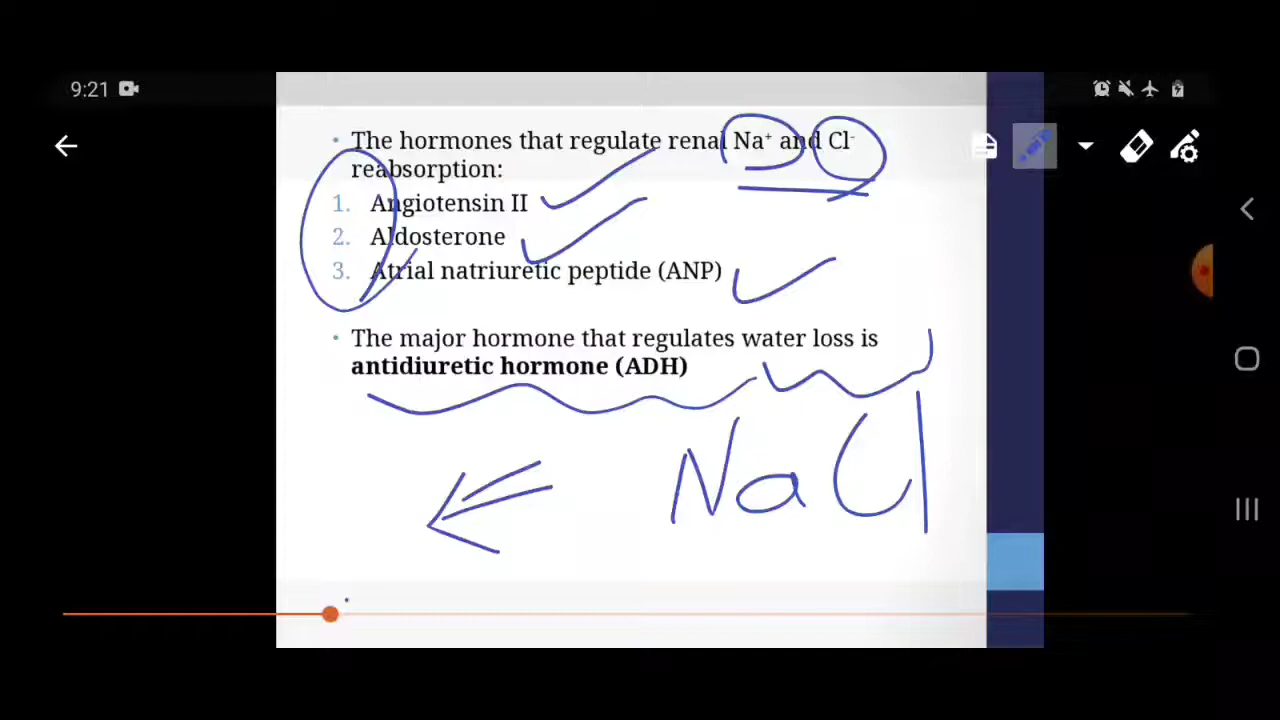 9:21
• The hormones that regulate renal Na⁺ and Cl⁻
reabsorption:
1. Angiotensin II
2. Aldosterone
3. Atrial natriuretic peptide (ANP)
• The major hormone that regulates water loss is
antidiuretic hormone (ADH)
NaCl